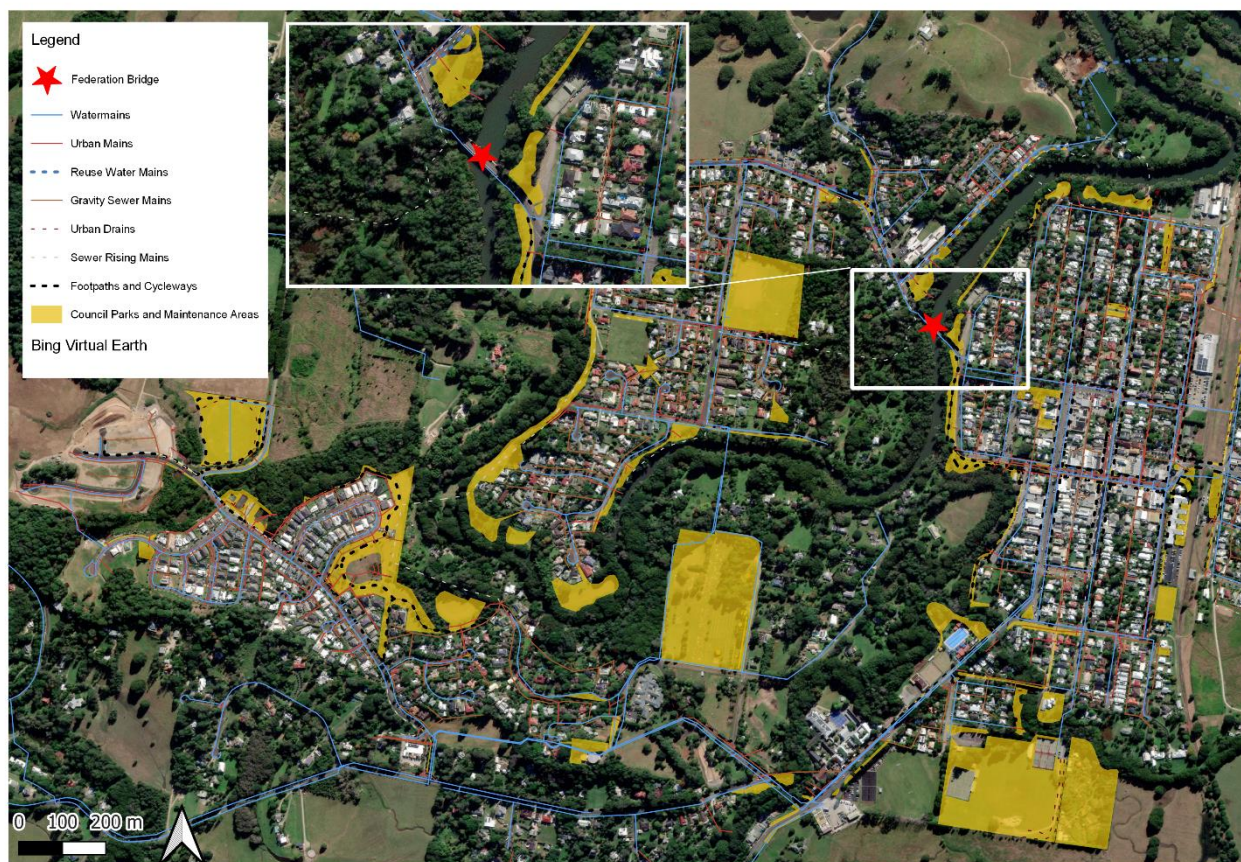 Legend
Federation Bridge
Watermains
Urban Mains
Reuse Water Mains
Gravity Sewer Mains
Urban Drains
Sewer Rising Mains
Footpaths and Cycleways
Council Parks and Maintenance Areas
Bing Virtual Earth
0 100 200 m